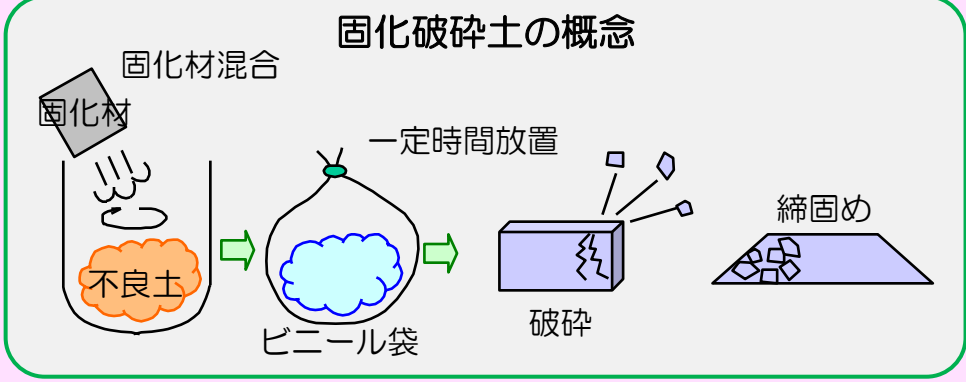 固化破砕土の概念
固化材混合
固化材
不良土
一定時間放置
ビニール袋
破砕
締固め